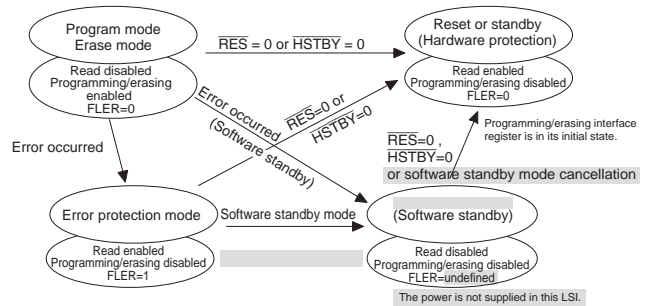 Program mode
Erase mode
RES = 0 or HSTBY = 0
Reset or standby
(Hardware protection)
Read disabled
Programming/erasing
enabled
FLER=0
Read enabled
Programming/erasing disabled
FLER=0
Error occurred
(Software standby)
RES=0 or
HSTBY=0
Programming/erasing interface
register is in its initial state.
Error occurred
RES=0 ,
HSTBY=0
or software standby mode cancellation
Error protection mode
Software standby mode
(Software standby)
Read enabled
Programming/erasing disabled
FLER=1
Read disabled
Programming/erasing disabled
FLER=undefined
The power is not supplied in this LSI.